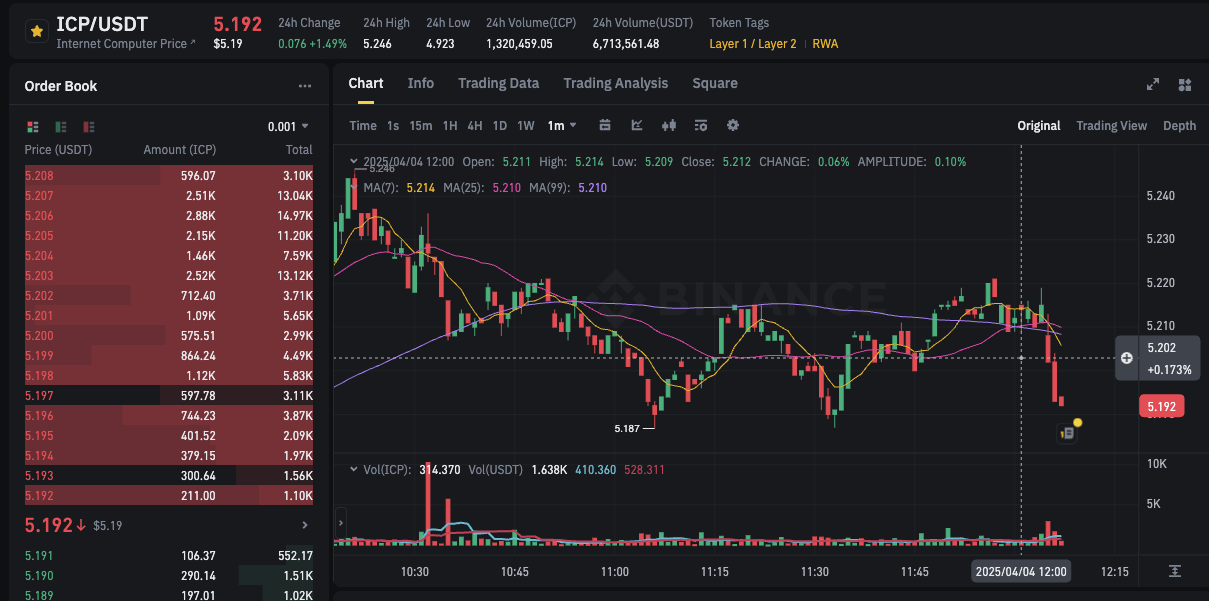 ICP/USDT
Internet Computer Price
5.192
$5.19
24h Change
0.076 +1.49%
24h High
5.246
24h Low
4.923
24h Volume(ICP)
1,320,459.05
24h Volume(USDT)
6,713,561.48
Token Tags
Layer 1 / Layer 2 | RWA
Order Book
0.001
Price (USDT) Amount (ICP) Total
5.208 596.07 3.10K
5.207 2.51K 13.04K
5.206 2.88K 14.97K
5.205 2.15K 11.20K
5.204 1.46K 7.59K
5.203 2.52K 13.12K
5.202 712.40 3.71K
5.201 1.09K 5.65K
5.200 575.51 2.99K
5.199 864.24 4.49K
5.198 1.12K 5.83K
5.197 597.78 3.11K
5.196 744.23 3.87K
5.195 401.52 2.09K
5.194 379.15 1.97K
5.193 300.64 1.56K
5.192 211.00 1.10K
5.192↓ $5.19
5.191 106.37 552.17
5.190 290.14 1.51K
5.189 197.01 1.02K
Chart Info Trading Data Trading Analysis Square
Time 1s 15m 1H 4H 1D 1W 1m
Original Trading View Depth
2025/04/04 12:00 Open: 5.211 High: 5.214 Low: 5.209 Close: 5.212 CHANGE: 0.06% AMPLITUDE: 0.10%
5.246
MA(7): 5.214 MA(25): 5.210 MA(99): 5.210
BINANCE
5.187
5.240
5.230
5.220
5.210
5.202
+0.173%
5.192
Vol(ICP): 314.370 Vol(USDT) 1.638K 410.360 528.311
10K
5K
10:30 10:45 11:00 11:15 11:30 11:45 2025/04/04 12:00 12:15